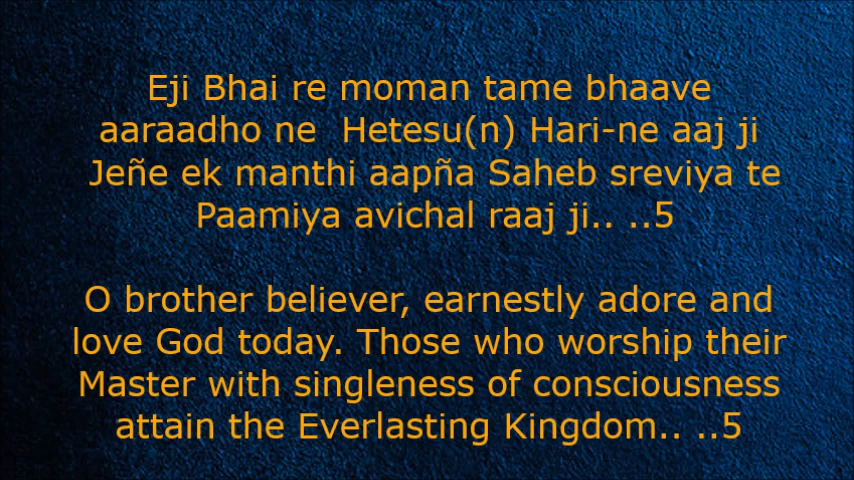 Eji Bhai re moman tame bhaave
aaraadho ne  Hetesu(n) Hari-ne aaj ji
Jeñe ek manthi aapña Saheb sreviya te
Paamiya avichal raaj ji.. ..5
O brother believer, earnestly adore and
love God today. Those who worship their
Master with singleness of consciousness
attain the Everlasting Kingdom.. ..5